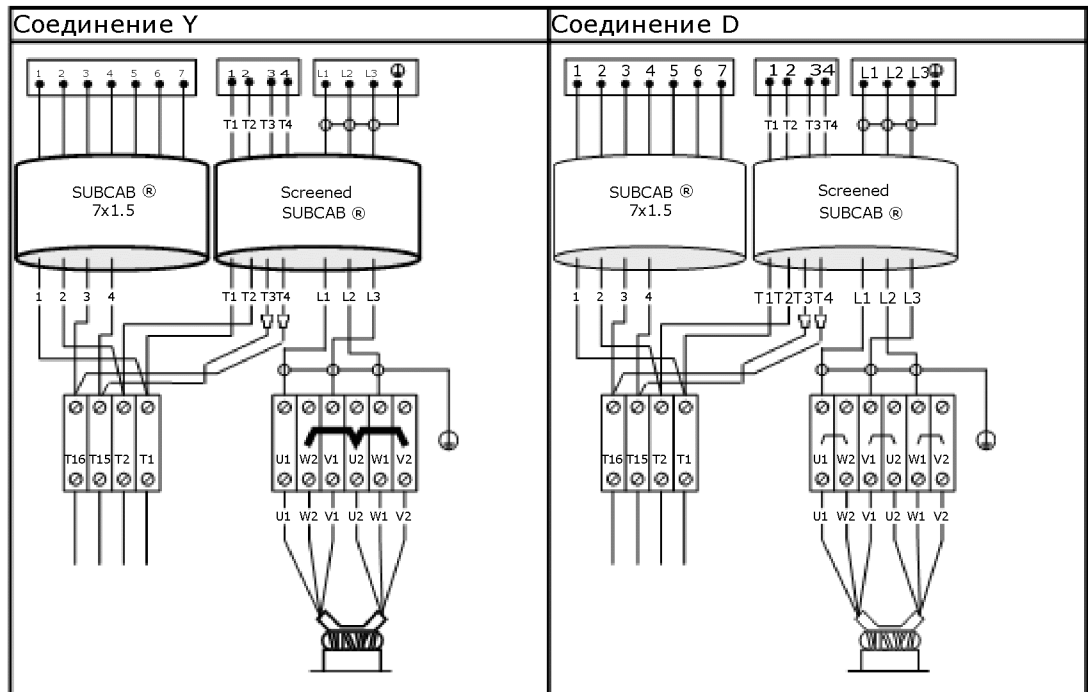 Соединение Y
1 2 3 4 5 6 7
1 2 3 4
L1 L2 L3
T1 T2 T3 T4
SUBCAB ®
7x1.5
Screened
SUBCAB ®
1 2 3 4
T1 T2 T3 T4
L1 L2 L3
T16 T15 T2 T1
U1 W2 V1 U2 W1 V2
U1 W2 V1 U2 W1 V2
Соединение D
1 2 3 4 5 6 7
1 2 3 4
L1 L2 L3
T1 T2 T3 T4
SUBCAB ®
7x1.5
Screened
SUBCAB ®
1 2 3 4
T1 T2 T3 T4
L1 L2 L3
T16 T15 T2 T1
U1 W2 V1 U2 W1 V2
U1 W2 V1 U2 W1 V2